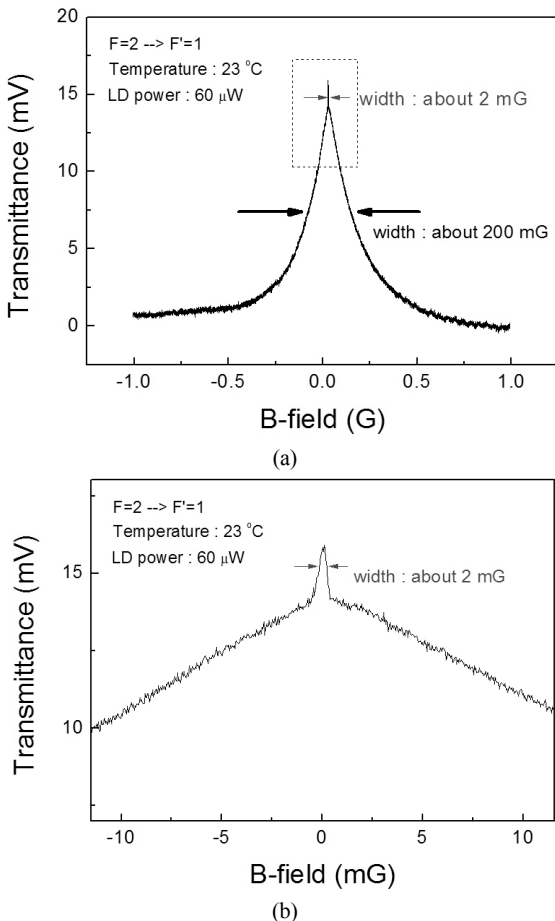 20
15
10
5
0
-1.0
-0.5
0.0
0.5
1.0
Transmittance (mV)
B-field (G)
F=2 --> F'=1
Temperature : 23 °C
LD power : 60 μW
width : about 2 mG
width : about 200 mG
(a)
15
10
-10
-5
0
5
10
Transmittance (mV)
B-field (mG)
F=2 --> F'=1
Temperature : 23 °C
LD power : 60 μW
width : about 2 mG
(b)